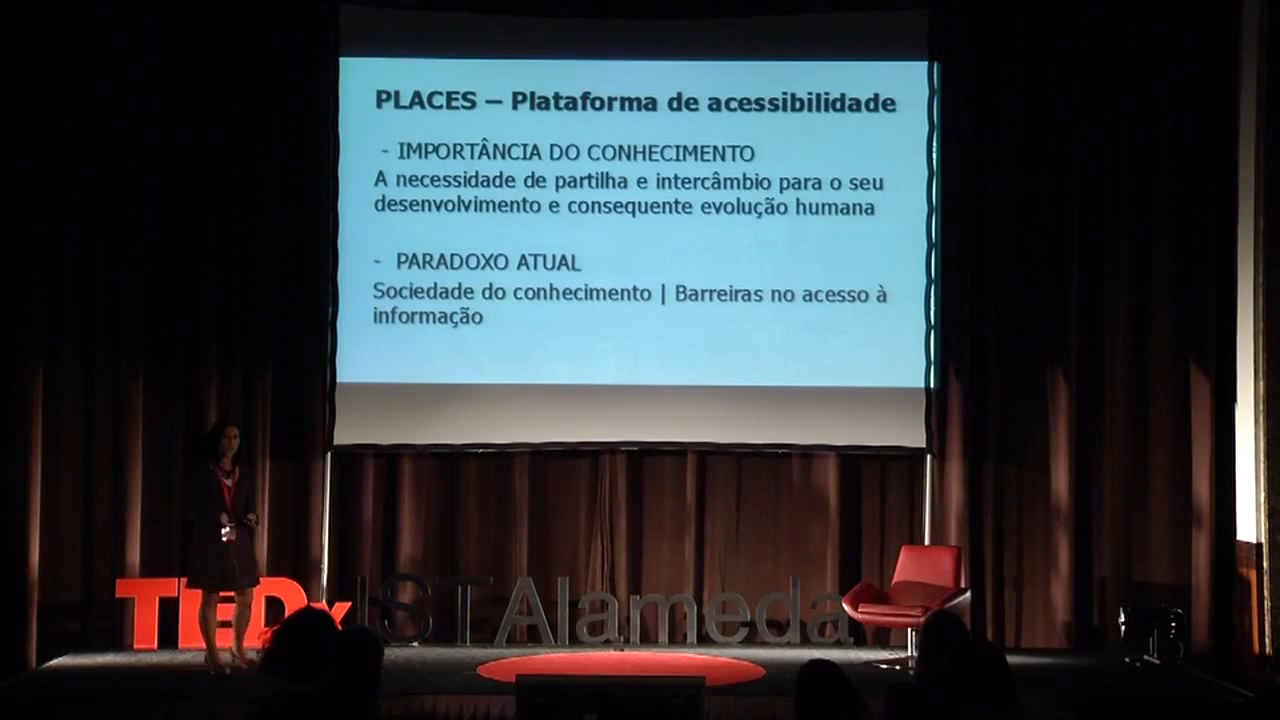 PLACES – Plataforma de acessibilidade
- IMPORTÂNCIA DO CONHECIMENTO
A necessidade de partilha e intercâmbio para o seu
desenvolvimento e consequente evolução humana
- PARADOXO ATUAL
Sociedade do conhecimento | Barreiras no acesso à
informação
TEDxISTAlameda